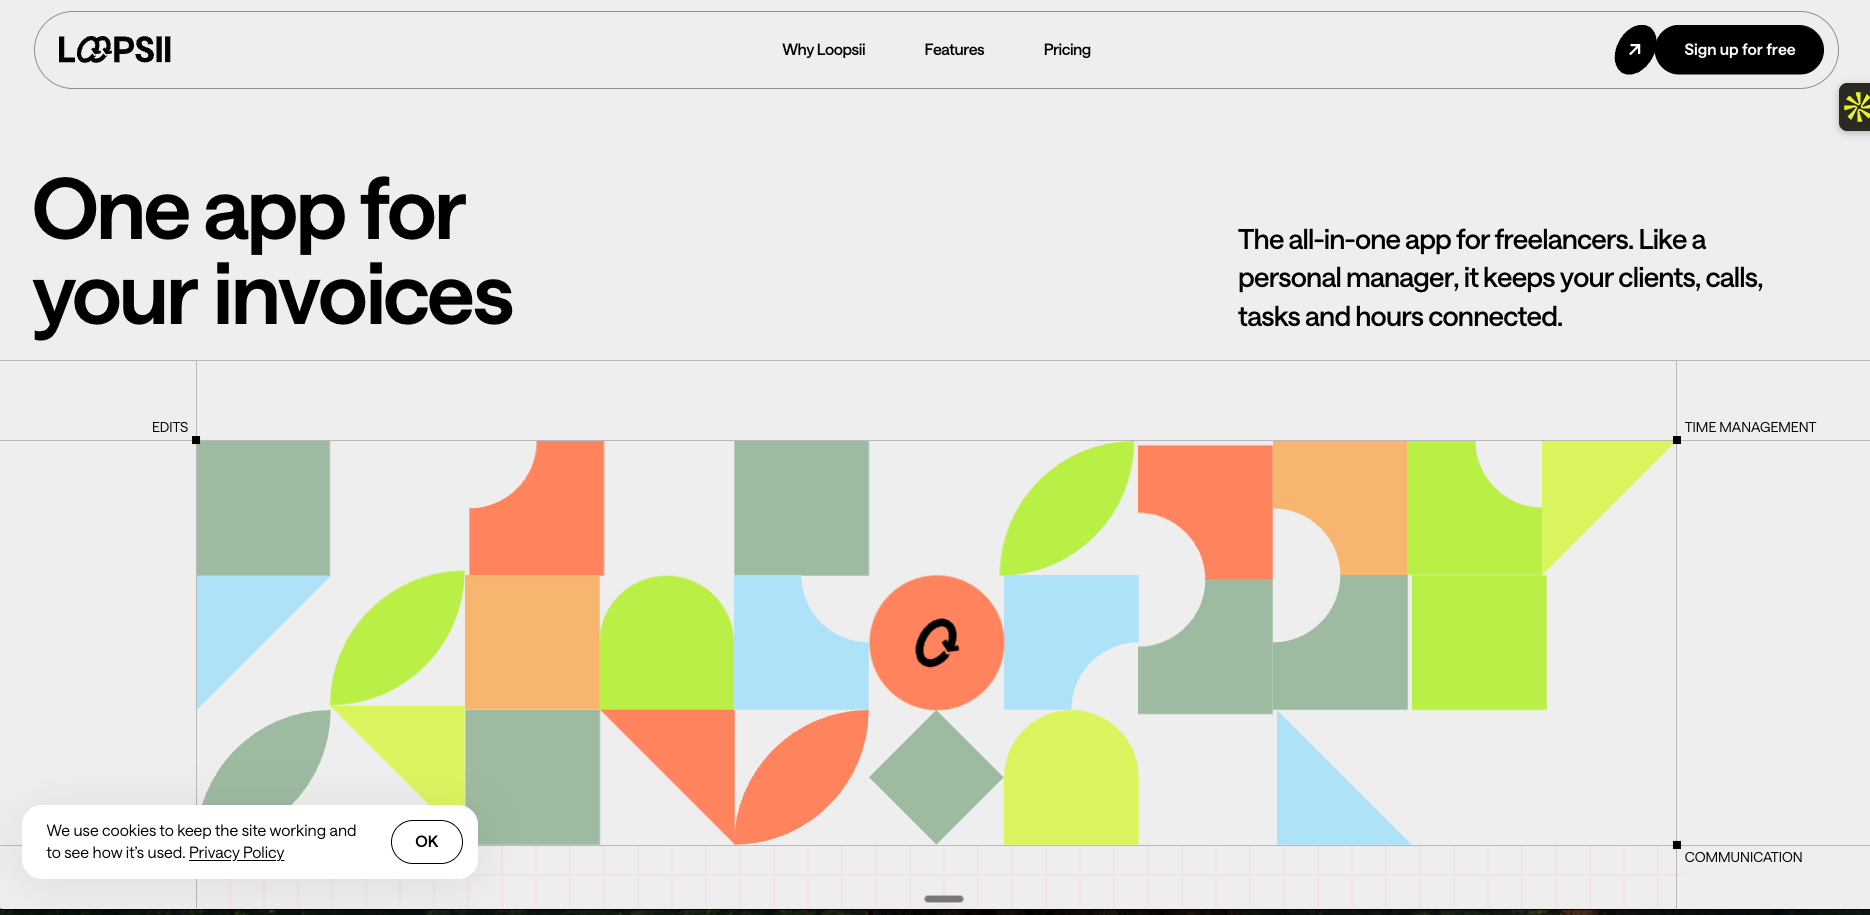 LOOPSII
Why Loopsii
Features
Pricing
Sign up for free
One app for
your invoices
The all-in-one app for freelancers. Like a
personal manager, it keeps your clients, calls,
tasks and hours connected.
EDITS
TIME MANAGEMENT
We use cookies to keep the site working and
to see how it's used. Privacy Policy
OK
COMMUNICATION